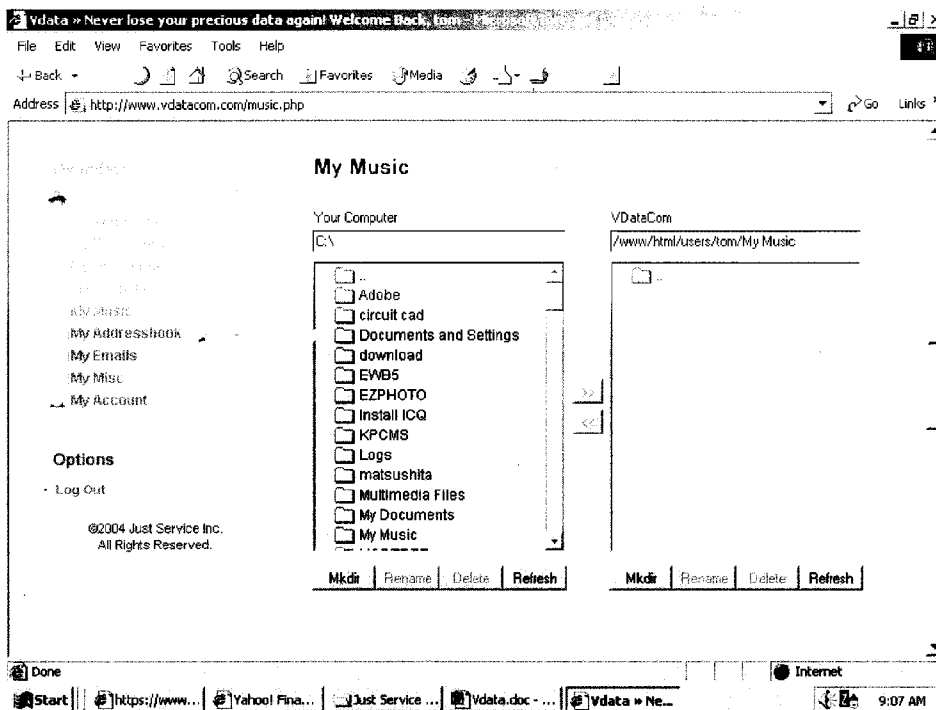 Vdata » Never lose your precious data again! Welcome Back, tom -
File Edit View Favorites Tools Help
Back Search Favorites Media
Address http://www.vdatacom.com/music.php Go Links
My Music
Your Computer VDataCom
C:\ /www/html/users/tom/My Music
.. ..
Adobe
circuit cad
My Music Documents and Settings
My Addressbook download
My Emails EWB5
My Misc EZPHOTO >>
My Account Install ICQ <<
KPCMS
Options Logs
Log Out matsushita
Multimedia Files
©2004 Just Service Inc. My Documents
All Rights Reserved. My Music
Mkdir Rename Delete Refresh Mkdir Rename Delete Refresh
Done Internet
Start https://www... Yahoo! Fina... Just Service ... Vdata.doc - ... Vdata » Ne... 9:07 AM